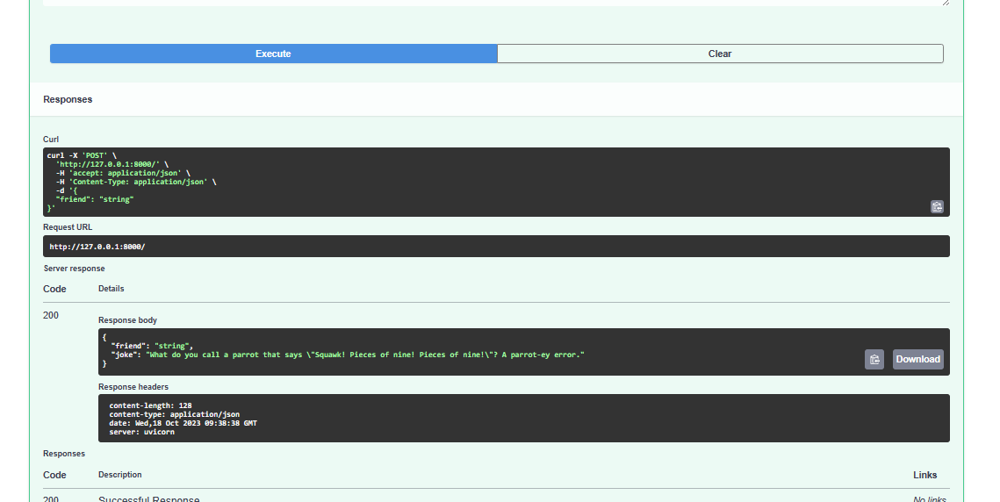 Execute
Clear
Responses
Curl
curl -X 'POST' \
  'http://127.0.0.1:8000/' \
  -H 'accept: application/json' \
  -H 'Content-Type: application/json' \
  -d '{
  "friend": "string"
}'
Request URL
http://127.0.0.1:8000/
Server response
Code Details
200
Response body
{
  "friend": "string",
  "joke": "What do you call a parrot that says \"Squawk! Pieces of nine! Pieces of nine!\"? A parrot-ey error."
}
Download
Response headers
content-length: 128
content-type: application/json
date: Wed,18 Oct 2023 09:38:38 GMT
server: uvicorn
Responses
Code Description Links
200 Successful Response No links